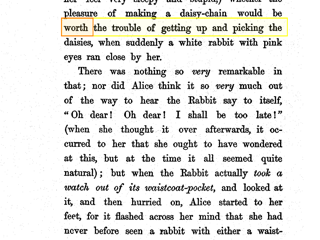 her feel very sleepy and stupid) whether the
pleasure of making a daisy-chain would be
worth the trouble of getting up and picking the
daisies, when suddenly a white rabbit with pink
eyes ran close by her.
There was nothing so very remarkable in
that; nor did Alice think it so very much out
of the way to hear the Rabbit say to itself,
"Oh dear! Oh dear! I shall be too late!"
(when she thought it over afterwards, it oc-
curred to her that she ought to have wondered
at this, but at the time it all seemed quite
natural); but when the Rabbit actually took a
watch out of its waistcoat-pocket, and looked at
it, and then hurried on, Alice started to her
feet, for it flashed across her mind that she had
never before seen a rabbit with either a waist-